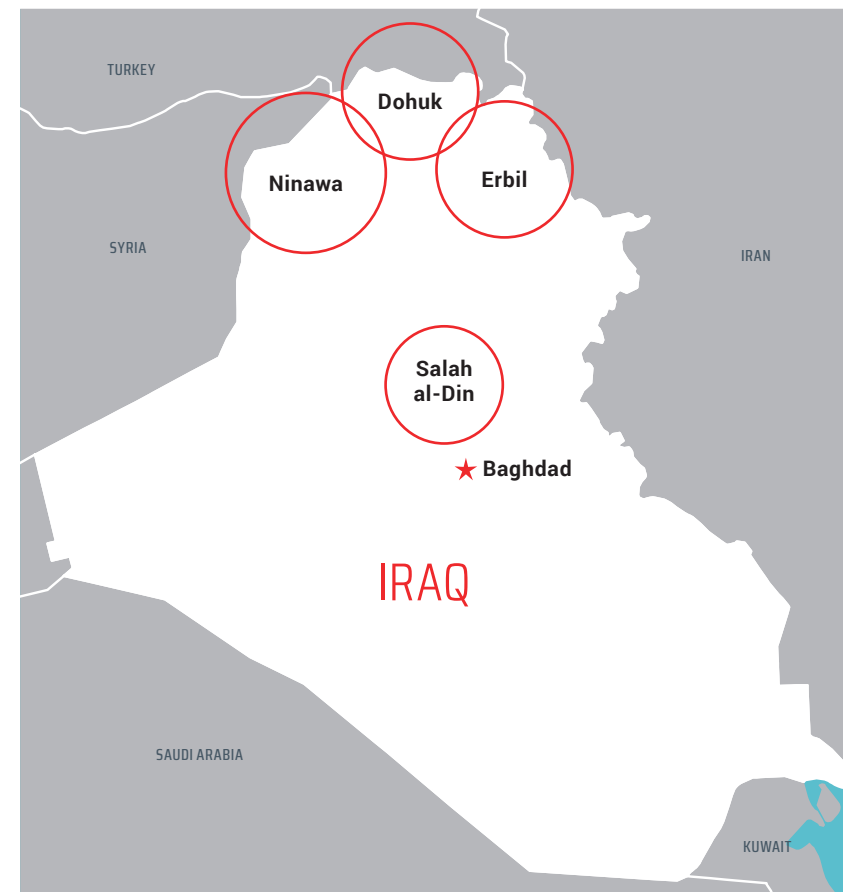 TURKEY
Dohuk
Ninawa
Erbil
SYRIA
IRAN
Salah
al-Din
Baghdad
IRAQ
SAUDI ARABIA
KUWAIT